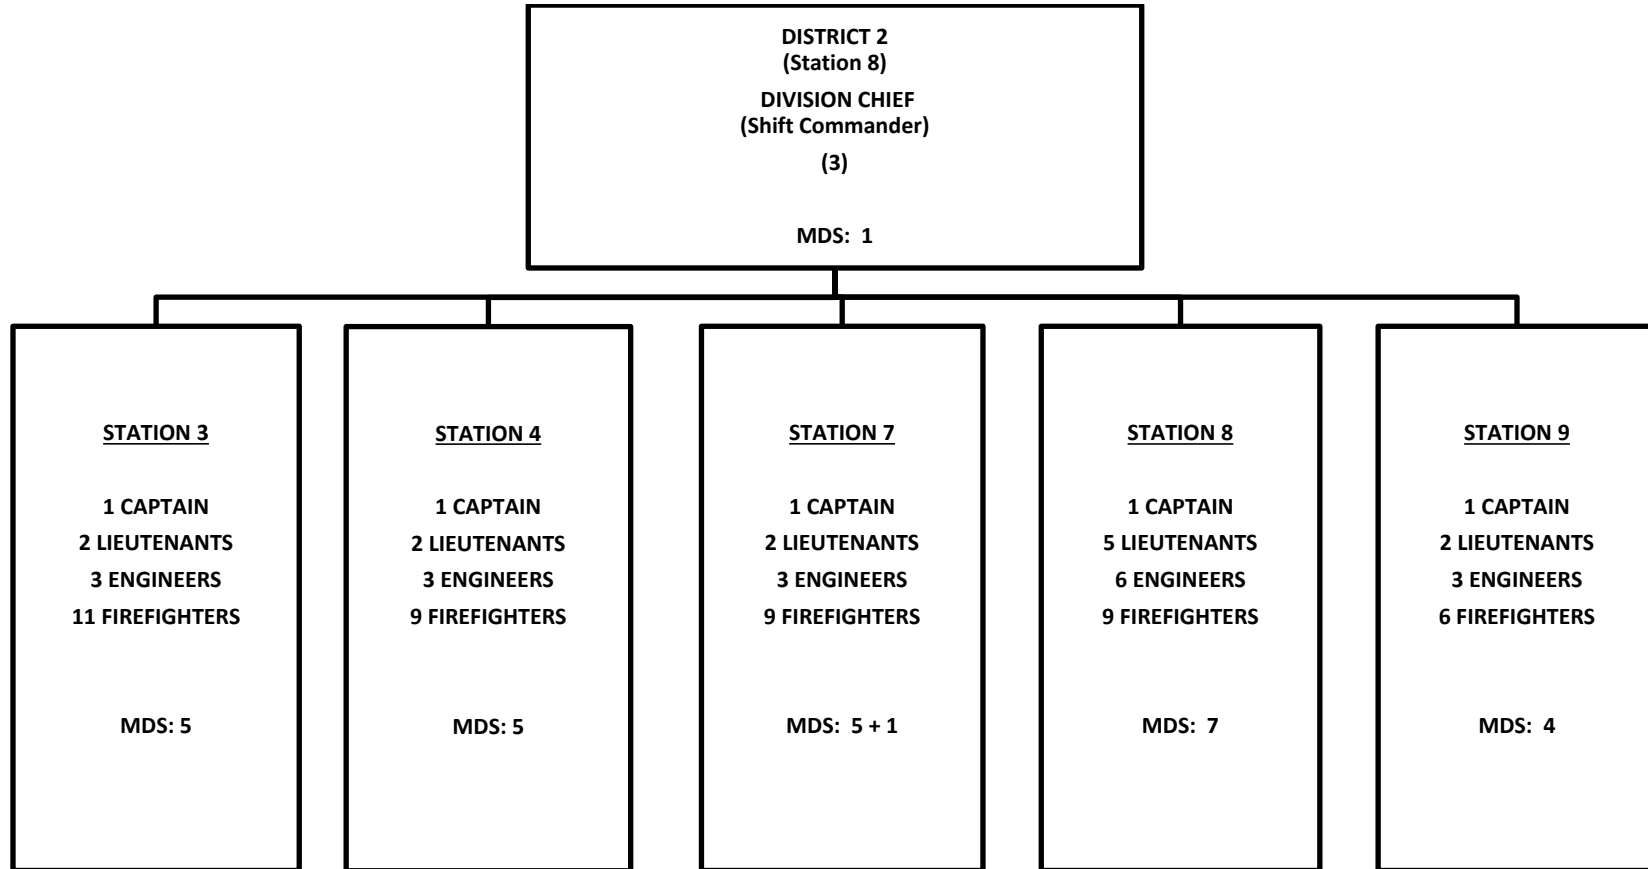 DISTRICT 2
(Station 8)
DIVISION CHIEF
(Shift Commander)
(3)
MDS: 1
STATION 3
1 CAPTAIN
2 LIEUTENANTS
3 ENGINEERS
11 FIREFIGHTERS
MDS: 5
STATION 4
1 CAPTAIN
2 LIEUTENANTS
3 ENGINEERS
9 FIREFIGHTERS
MDS: 5
STATION 7
1 CAPTAIN
2 LIEUTENANTS
3 ENGINEERS
9 FIREFIGHTERS
MDS: 5 + 1
STATION 8
1 CAPTAIN
5 LIEUTENANTS
6 ENGINEERS
9 FIREFIGHTERS
MDS: 7
STATION 9
1 CAPTAIN
2 LIEUTENANTS
3 ENGINEERS
6 FIREFIGHTERS
MDS: 4